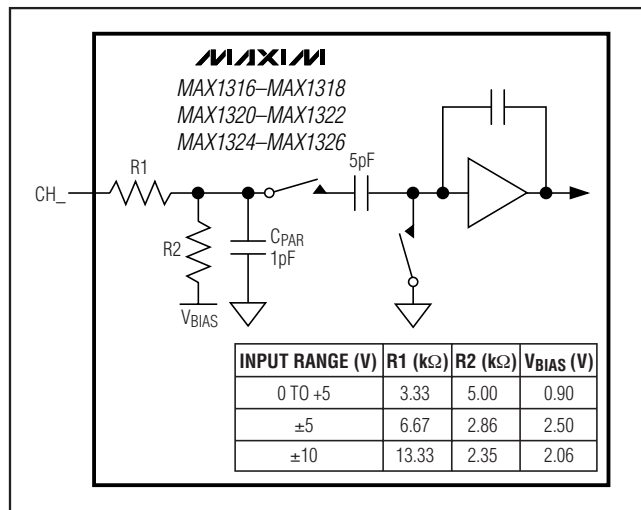 MAXIM
MAX1316–MAX1318
MAX1320–MAX1322
MAX1324–MAX1326
5pF
R1
CH_
R2
CPAR
1pF
VBIAS
INPUT RANGE (V) R1 (kΩ) R2 (kΩ) VBIAS (V)
0 TO +5 3.33 5.00 0.90
±5 6.67 2.86 2.50
±10 13.33 2.35 2.06